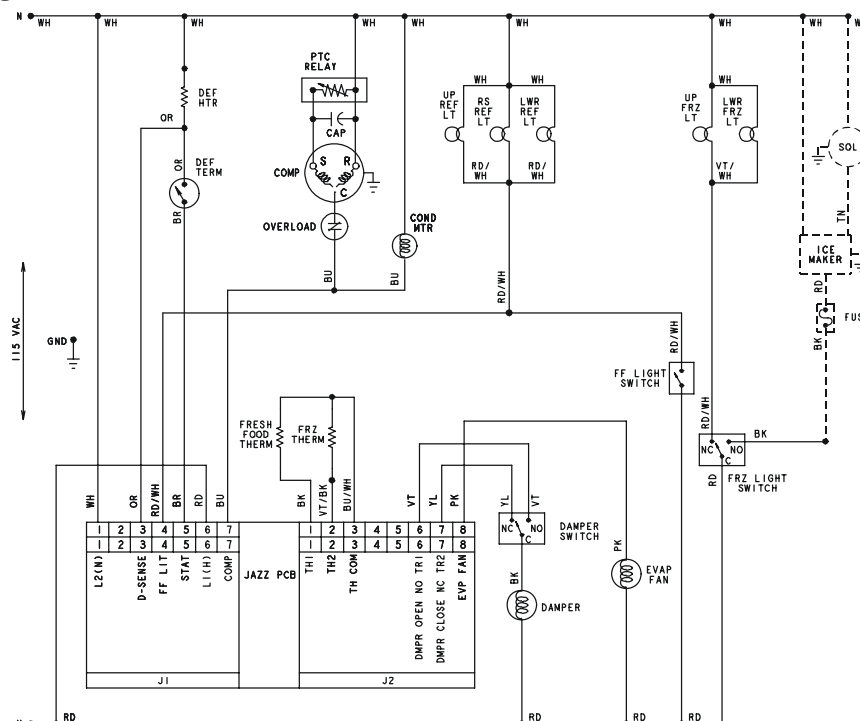 N WH WH WH WH WH WH WH WH W
PTC
RELAY
WH WH WH WH
DEF
HTR
UP
REF
LT
RS
REF
LT
LWR
REF
LT
UP
FRZ
LT
LWR
FRZ
LT
OR
CAP
SOL
OR
DEF
TERM
COMP
S R
C
RD/
WH
RD/
WH
VT/
WH
BR
OVERLOAD
COND
MTR
TN
ICE
MAKER
BU
BU
RD/WH
RD
115 VAC
GND
RD/WH
FUS
BK
FF LIGHT
SWITCH
RD/WH
FRESH
FOOD
THERM
FRZ
THERM
BK
NC NO
C
RD
FRZ LIGHT
SWITCH
WH
OR
RD/WH
BR
RD
BU
BK
VT/BK
BU/WH
VT
YL
PK
YL
VT
1 2 3 4 5 6 7
1 2 3 4 5 6 7
1 2 3 4 5 6 7 8
1 2 3 4 5 6 7 8
NC NO
C
DAMPER
SWITCH
PK
L2(N)
D-SENSE
FF LIT
STAT
L1(H)
COMP
JAZZ PCB
TH1
TH2
TH COM
DMPR OPEN NO TR1
DMPR CLOSE NC TR2
EVP FAN
BK
EVAP
FAN
DAMPER
J1
J2
RD RD RD RD